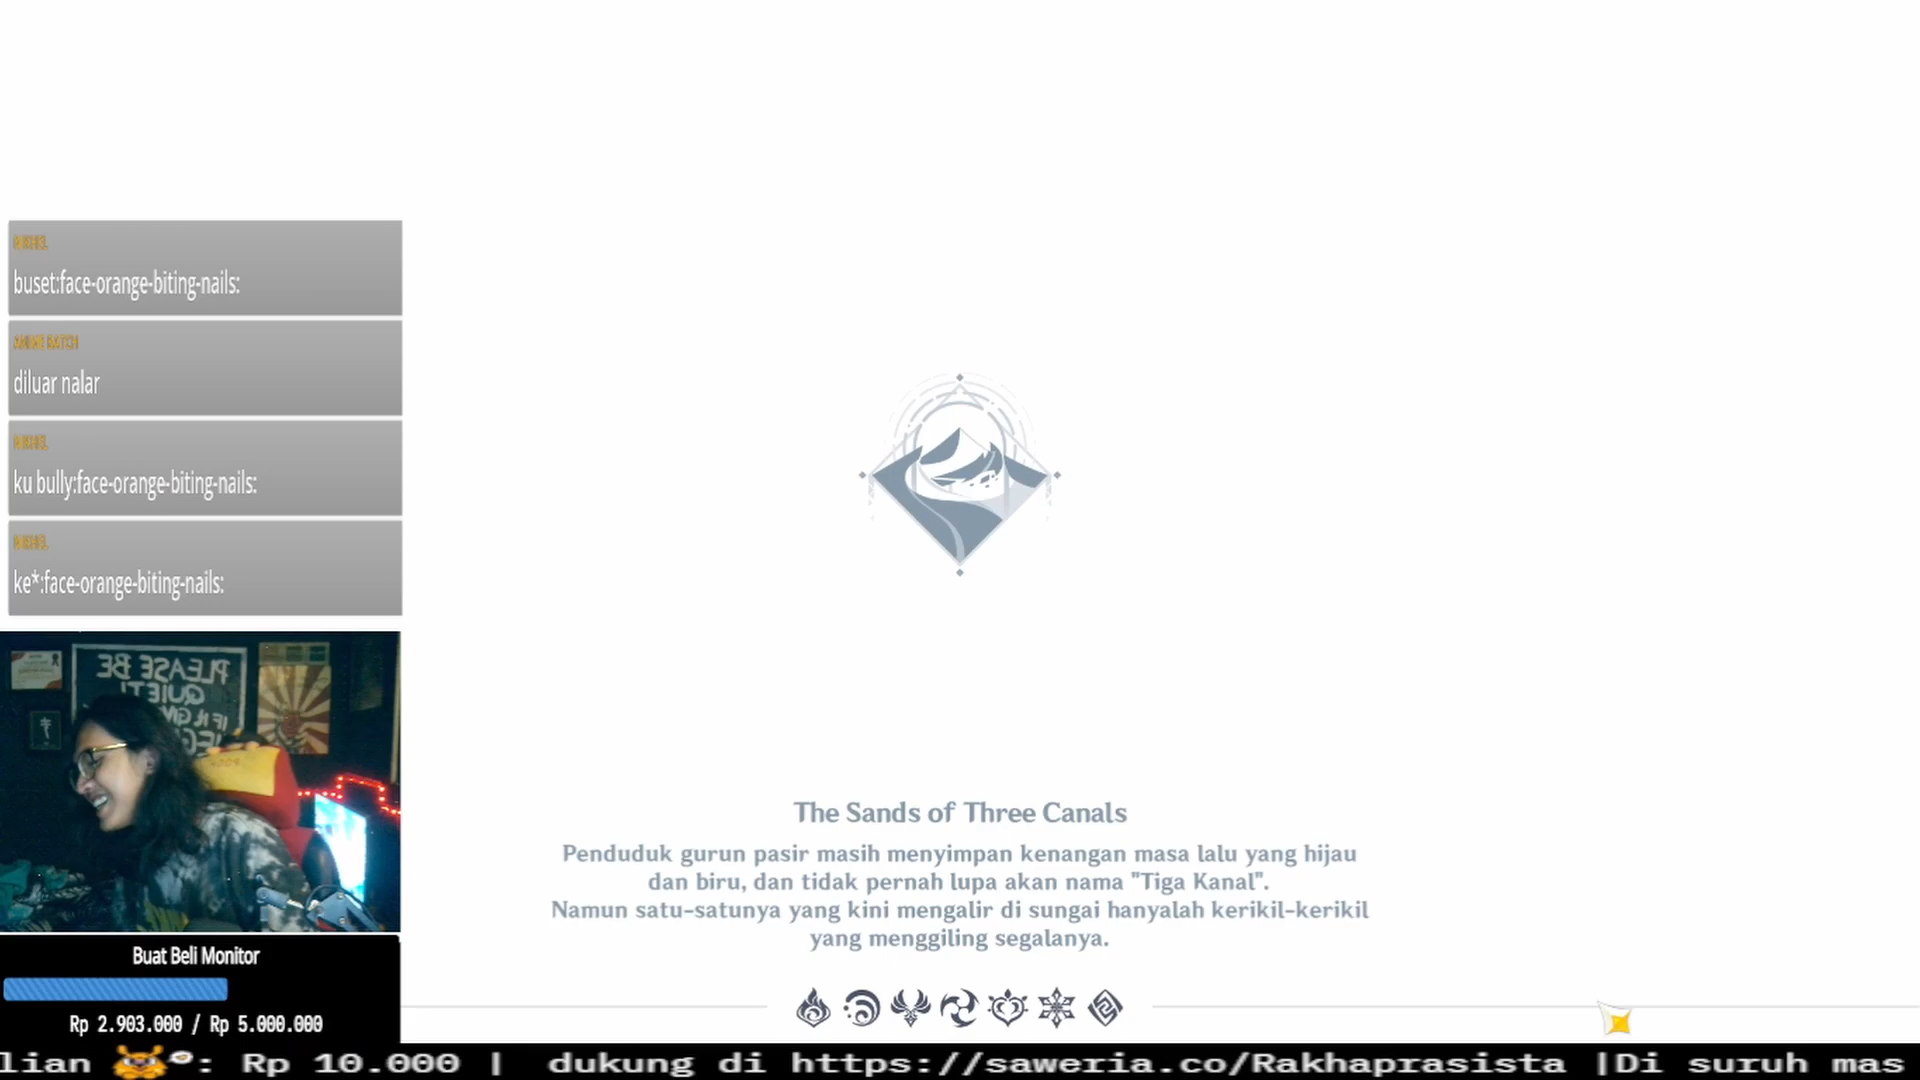 buset:face-orange-biting-nails:
diluar nalar
ku bully:face-orange-biting-nails:
ke*:face-orange-biting-nails:
PLEASE BE
QUIET!
Buat Beli Monitor
Rp 2.903.000 / Rp 5.000.000
The Sands of Three Canals
Penduduk gurun pasir masih menyimpan kenangan masa lalu yang hijau
dan biru, dan tidak pernah lupa akan nama "Tiga Kanal".
Namun satu-satunya yang kini mengalir di sungai hanyalah kerikil-kerikil
yang menggiling segalanya.
lian : Rp 10.000 | dukung di https://saweria.co/Rakhaprasista |Di suruh mas